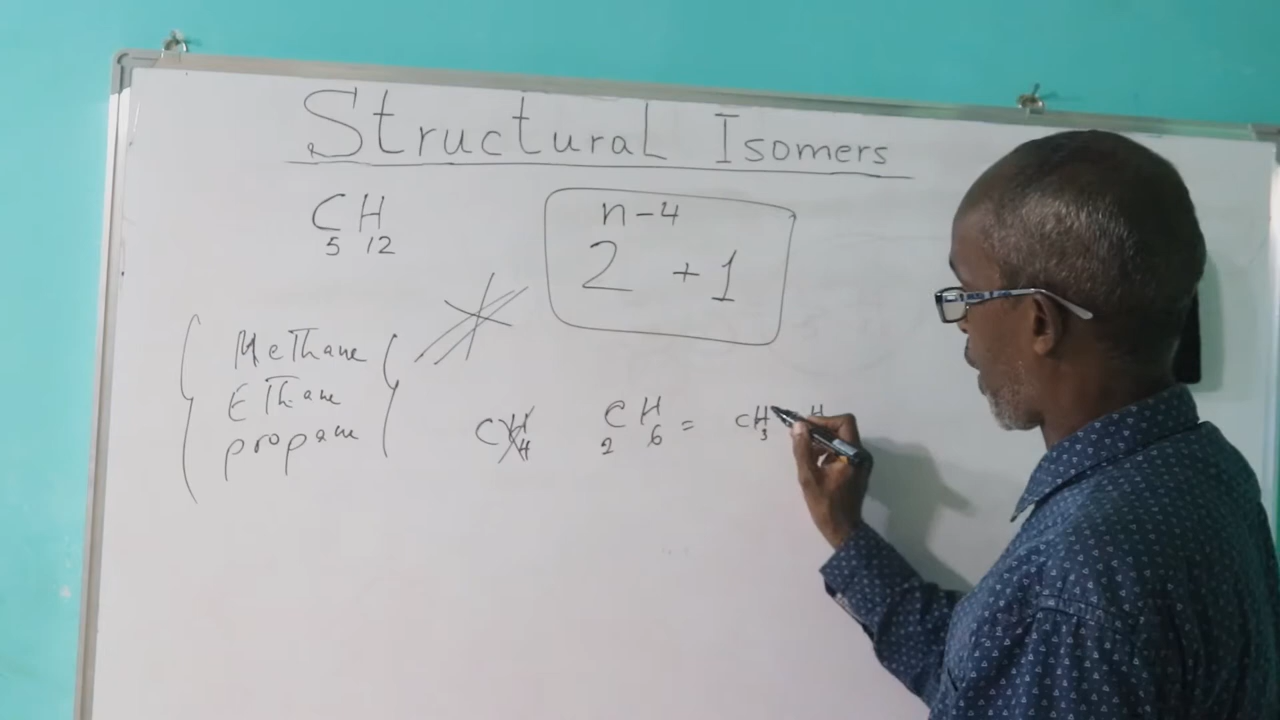 Structural Isomers
C5H12
2^(n-4) + 1
Methane
Ethane
propane
CH4
C2H6 = CH3 H